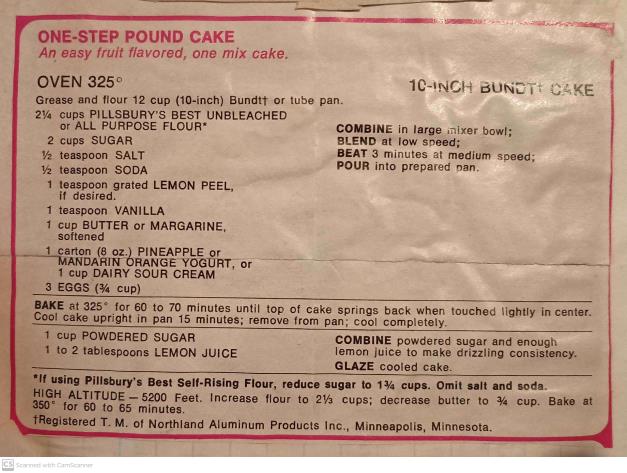 ONE-STEP POUND CAKE
An easy fruit flavored, one mix cake.
OVEN 325°
10-INCH BUNDT† CAKE
Grease and flour 12 cup (10-inch) Bundt† or tube pan.
2¼ cups PILLSBURY'S BEST UNBLEACHED
or ALL PURPOSE FLOUR*
2 cups SUGAR
½ teaspoon SALT
½ teaspoon SODA
1 teaspoon grated LEMON PEEL,
if desired.
1 teaspoon VANILLA
1 cup BUTTER or MARGARINE,
softened
1 carton (8 oz.) PINEAPPLE or
MANDARIN ORANGE YOGURT, or
1 cup DAIRY SOUR CREAM
3 EGGS (¾ cup)
COMBINE in large mixer bowl;
BLEND at low speed;
BEAT 3 minutes at medium speed;
POUR into prepared pan.
BAKE at 325° for 60 to 70 minutes until top of cake springs back when touched lightly in center.
Cool cake upright in pan 15 minutes; remove from pan; cool completely.
1 cup POWDERED SUGAR
1 to 2 tablespoons LEMON JUICE
COMBINE powdered sugar and enough
lemon juice to make drizzling consistency.
GLAZE cooled cake.
*If using Pillsbury's Best Self-Rising Flour, reduce sugar to 1¾ cups. Omit salt and soda.
HIGH ALTITUDE – 5200 Feet. Increase flour to 2⅓ cups; decrease butter to ¾ cup. Bake at
350° for 60 to 65 minutes.
†Registered T. M. of Northland Aluminum Products Inc., Minneapolis, Minnesota.
CS Scanned with CamScanner